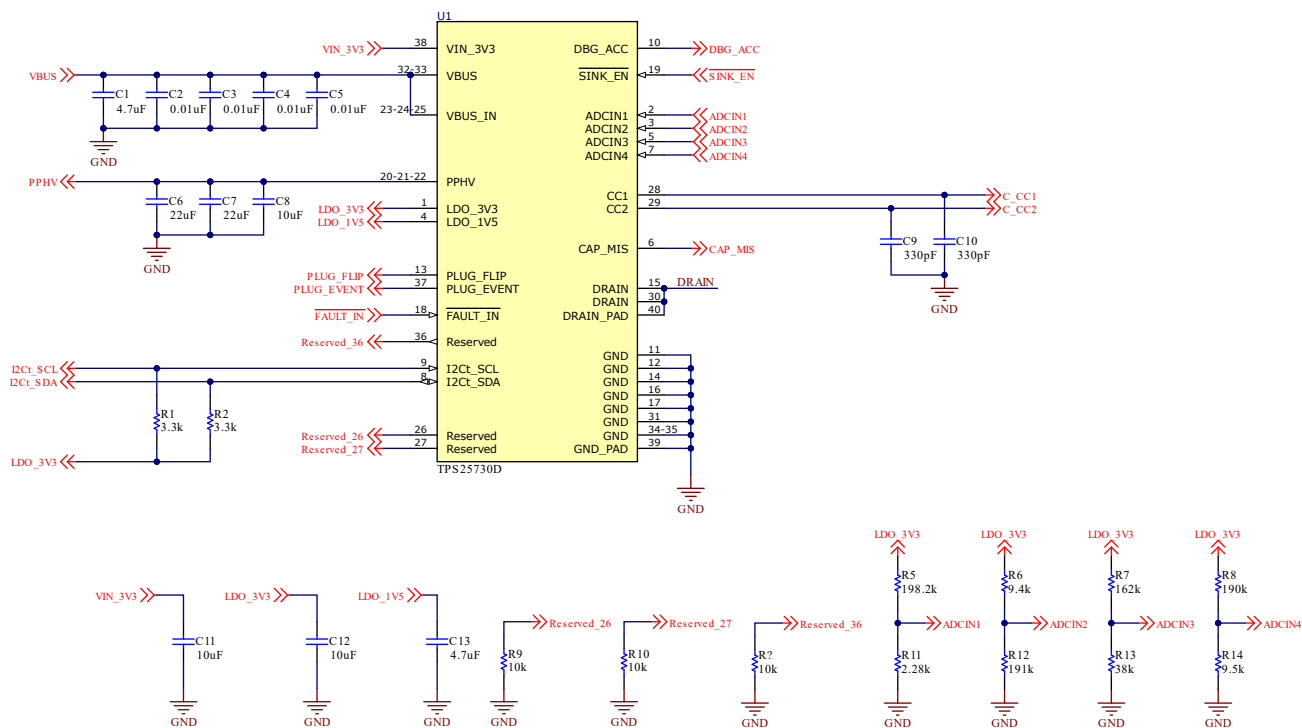 U1
VIN_3V3 38 VIN_3V3 DBG_ACC 10 DBG_ACC
VBUS 32-33 VBUS SINK_EN 19 SINK_EN
C1 C2 C3 C4 C5
4.7uF 0.01uF 0.01uF 0.01uF 0.01uF
23-24-25 VBUS_IN ADCIN1 2 ADCIN1
ADCIN2 3 ADCIN2
ADCIN3 5 ADCIN3
ADCIN4 7 ADCIN4
GND
PPHV 20-21-22 PPHV
C6 C7 C8
22uF 22uF 10uF
CC1 28 C_CC1
LDO_3V3 1 LDO_3V3 CC2 29 C_CC2
LDO_1V5 4 LDO_1V5
C9 C10
330pF 330pF
GND
CAP_MIS 6 CAP_MIS
PLUG_FLIP 13 PLUG_FLIP
PLUG_EVENT 37 PLUG_EVENT
DRAIN 15 DRAIN
DRAIN 30
DRAIN_PAD 40
GND
FAULT_IN 18 FAULT_IN
Reserved_36 36 Reserved
I2Ct_SCL 9 I2Ct_SCL
I2Ct_SDA 8 I2Ct_SDA
GND 11
GND 12
GND 14
GND 16
GND 17
GND 31
GND 34-35
GND_PAD 39
R1 R2
3.3k 3.3k
Reserved_26 26 Reserved
Reserved_27 27 Reserved
LDO_3V3
TPS25730D
GND
LDO_3V3 LDO_3V3 LDO_3V3 LDO_3V3
R5 R6 R7 R8
198.2k 9.4k 162k 190k
VIN_3V3 LDO_3V3 LDO_1V5
Reserved_26 Reserved_27 Reserved_36 ADCIN1 ADCIN2 ADCIN3 ADCIN4
C11 C12 C13 R9 R10 R? R11 R12 R13 R14
10uF 10uF 4.7uF 10k 10k 10k 2.28k 191k 38k 9.5k
GND GND GND GND GND GND GND GND GND GND